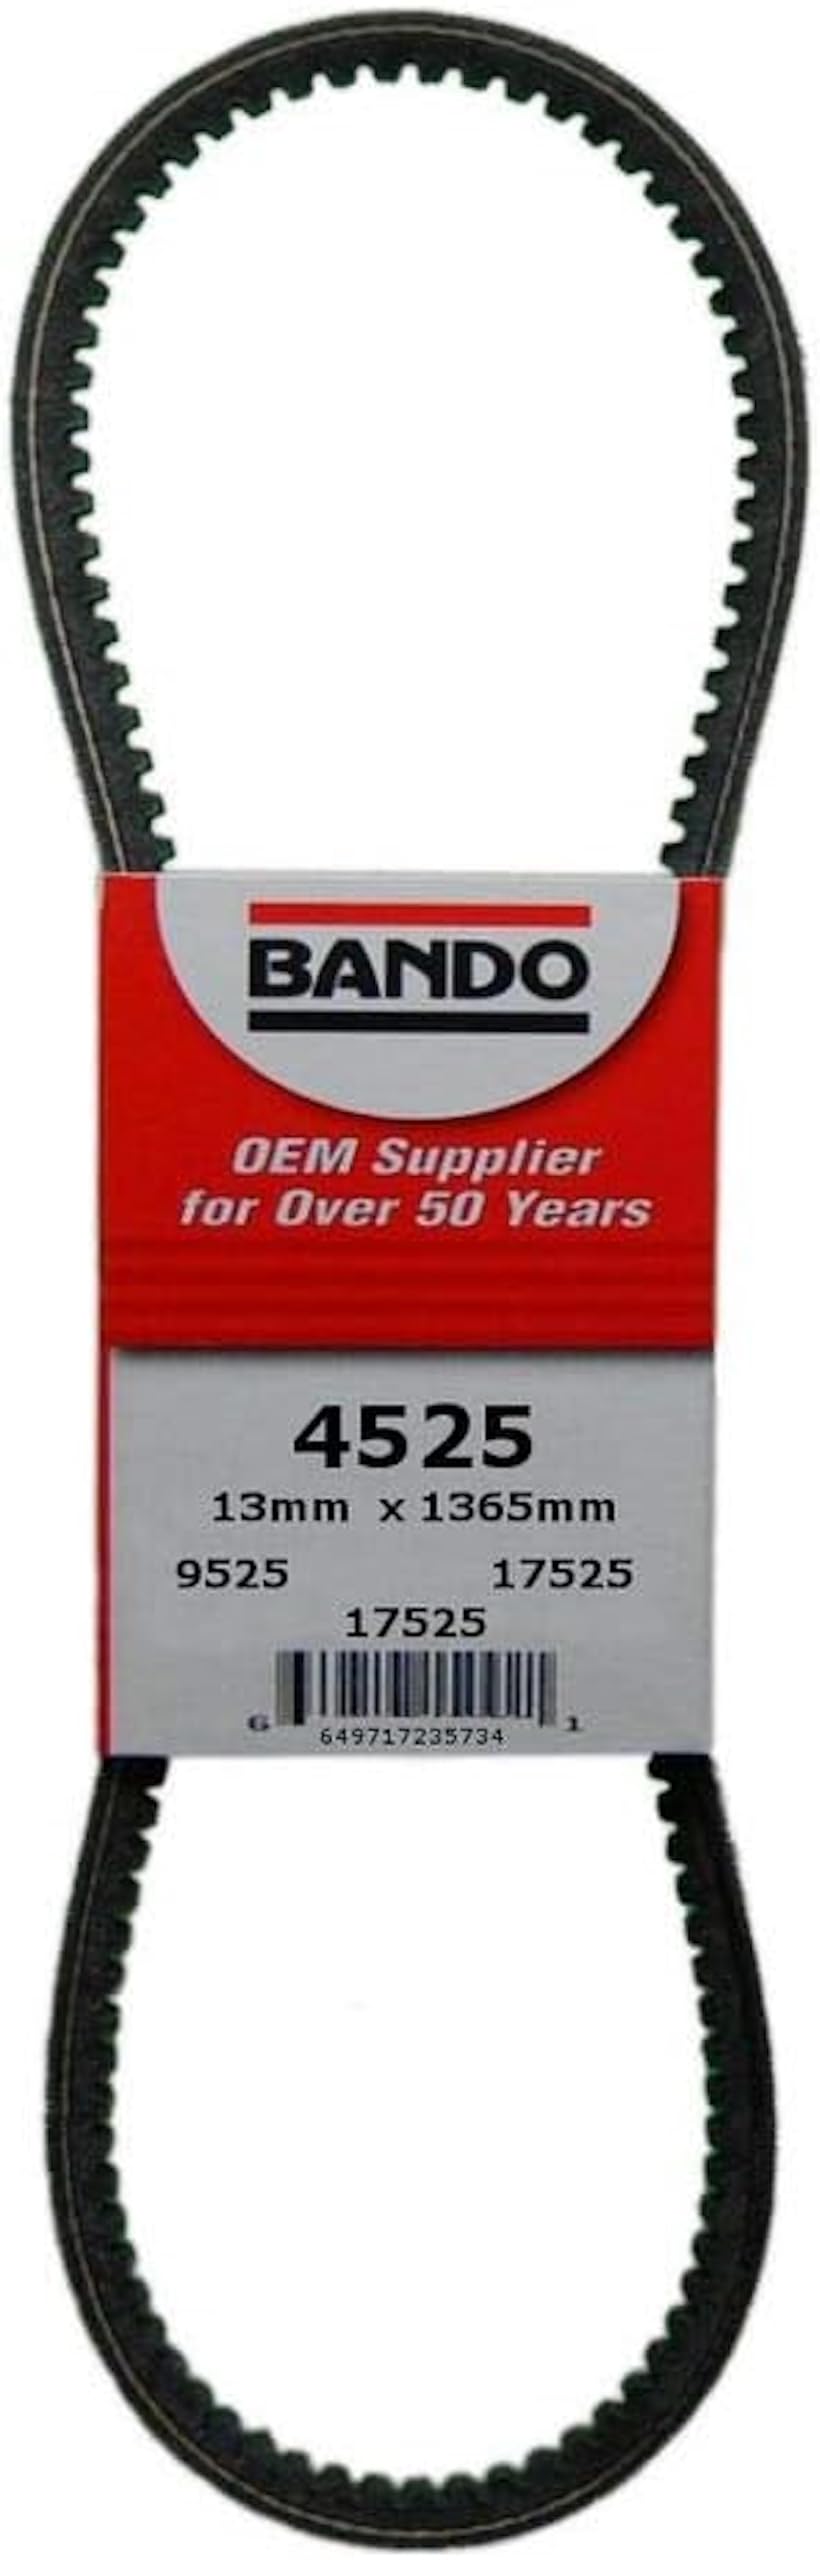 BANDO
OEM Supplier
for Over 50 Years
4525
13mm x 1365mm
9525 17525
17525
6 649717235734 1